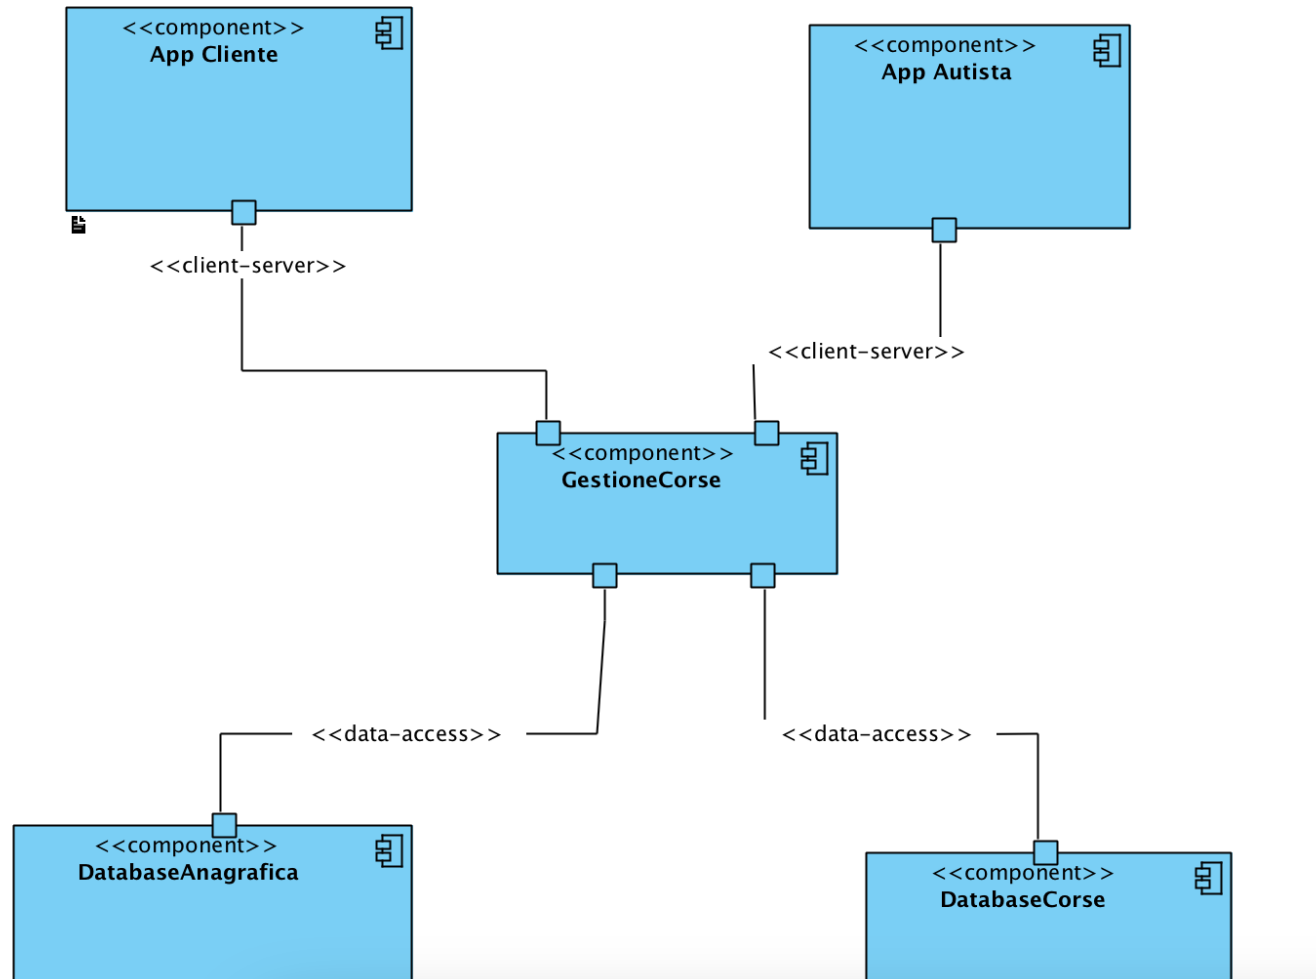 <<component>>
App Cliente
<<component>>
App Autista
<<client-server>>
<<client-server>>
<<component>>
GestioneCorse
<<data-access>>
<<data-access>>
<<component>>
DatabaseAnagrafica
<<component>>
DatabaseCorse